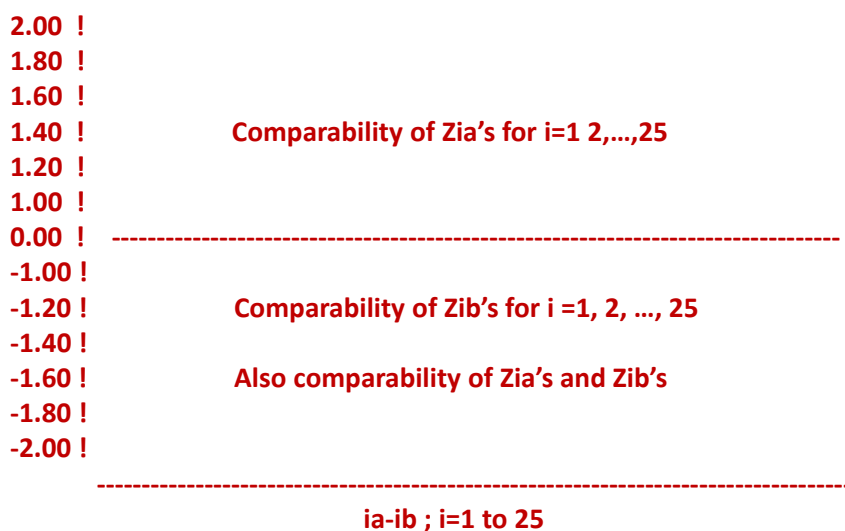 2.00 !
1.80 !
1.60 !
1.40 ! Comparability of Zia’s for i=1 2,…,25
1.20 !
1.00 !
0.00 ! ----------------------------------------------------------------------------------
-1.00 !
-1.20 ! Comparability of Zib’s for i =1, 2, …, 25
-1.40 !
-1.60 ! Also comparability of Zia’s and Zib’s
-1.80 !
-2.00 !
-------------------------------------------------------------------------------------
ia-ib ; i=1 to 25